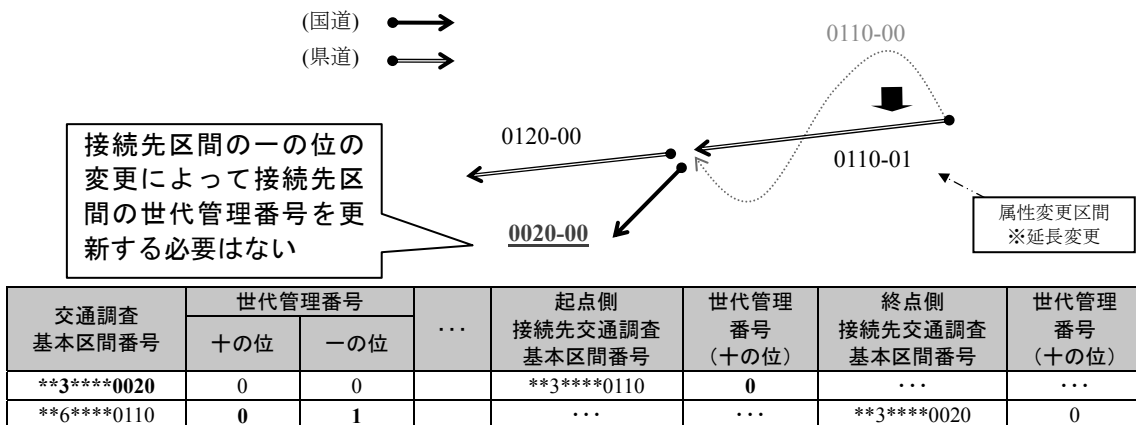 (国道)
(県道)
0110-00
接続先区間の一の位の
変更によって接続先区
間の世代管理番号を更
新する必要はない
0120-00
0110-01
0020-00
属性変更区間
※延長変更
交通調査
基本区間番号
世代管理番号
十の位
一の位
···
起点側
接続先交通調査
基本区間番号
世代管理
番号
(十の位)
終点側
接続先交通調査
基本区間番号
世代管理
番号
(十の位)
**3****0020 0 0 **3****0110 0 ··· ···
**6****0110 0 1 ··· ··· **3****0020 0